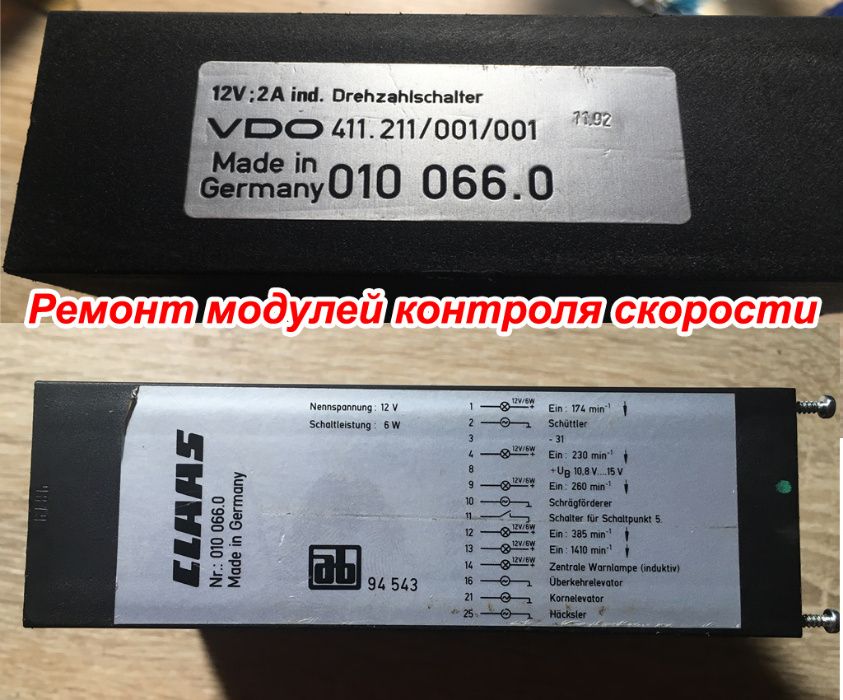 12V;2A ind. Drehzahlschalter
VDO 411.211/001/001
Made in
Germany 010 066.0
Ремонт модулей контроля скорости
CLAAS
Nr.: 010 066.0
Made in Germany
Nennspannung : 12 V
Schaltleistung : 6 W
ab 94 543
1 12V/6W + Ein : 174 min⁻¹
2 Schüttler
3 - 31
4 12V/6W + Ein : 230 min⁻¹
8 +UB 10,8 V....15 V
9 12V/6W + Ein : 260 min⁻¹
10 Schrägförderer
11 Schalter für Schaltpunkt 5.
12 12V/6W + Ein : 385 min⁻¹
13 12V/6W + Ein : 1410 min⁻¹
14 12V/6W + Zentrale Warnlampe (induktiv)
16 Überkehrelevator
21 Kornelevator
25 Häcksler